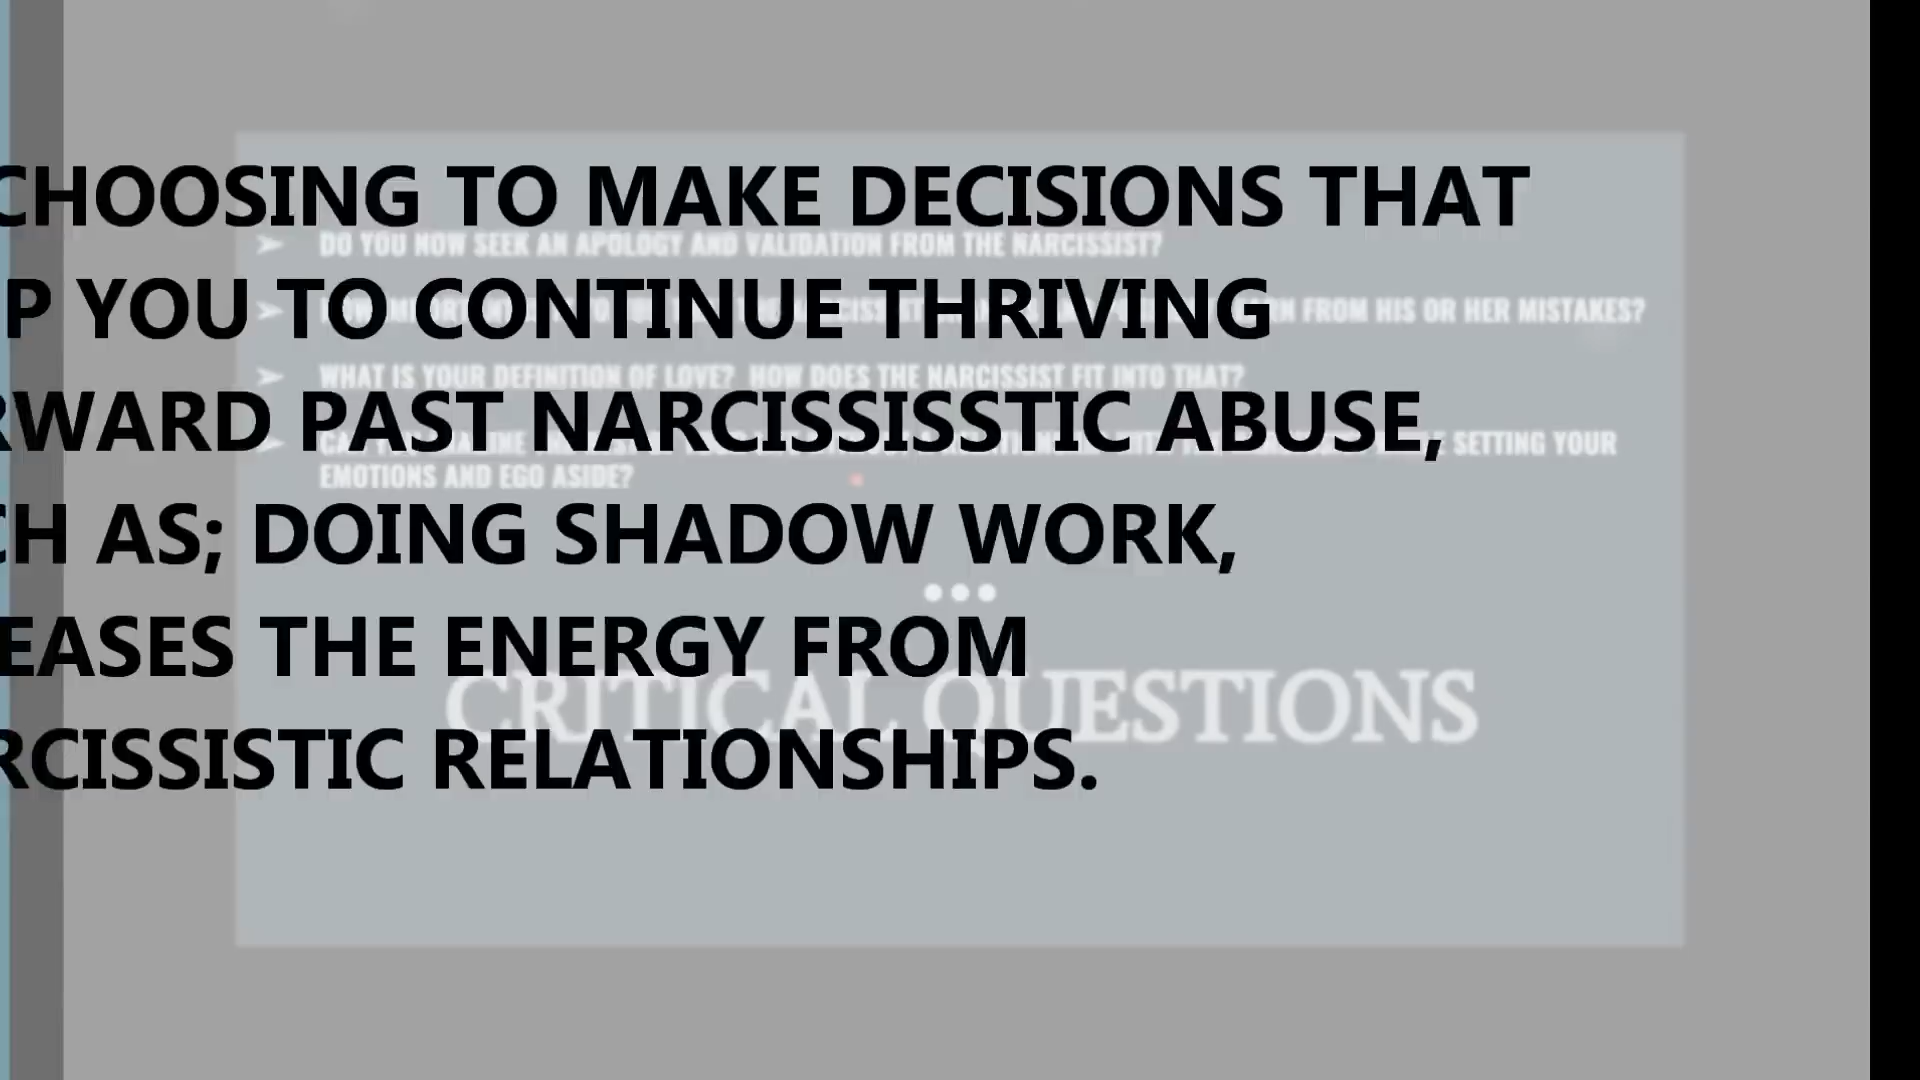 CHOOSING TO MAKE DECISIONS THAT
DO YOU NOW SEEK AN APOLOGY AND VALIDATION FROM THE NARCISSIST?
P YOU TO CONTINUE THRIVING
FROM HIS OR HER MISTAKES?
WHAT IS YOUR DEFINITION OF LOVE? HOW DOES THE NARCISSIST FIT INTO THAT?
RWARD PAST NARCISSISSTIC ABUSE,
SETTING YOUR
EMOTIONS AND EGO ASIDE?
CH AS; DOING SHADOW WORK,
EASES THE ENERGY FROM
CRITICAL QUESTIONS
RCISSISTIC RELATIONSHIPS.